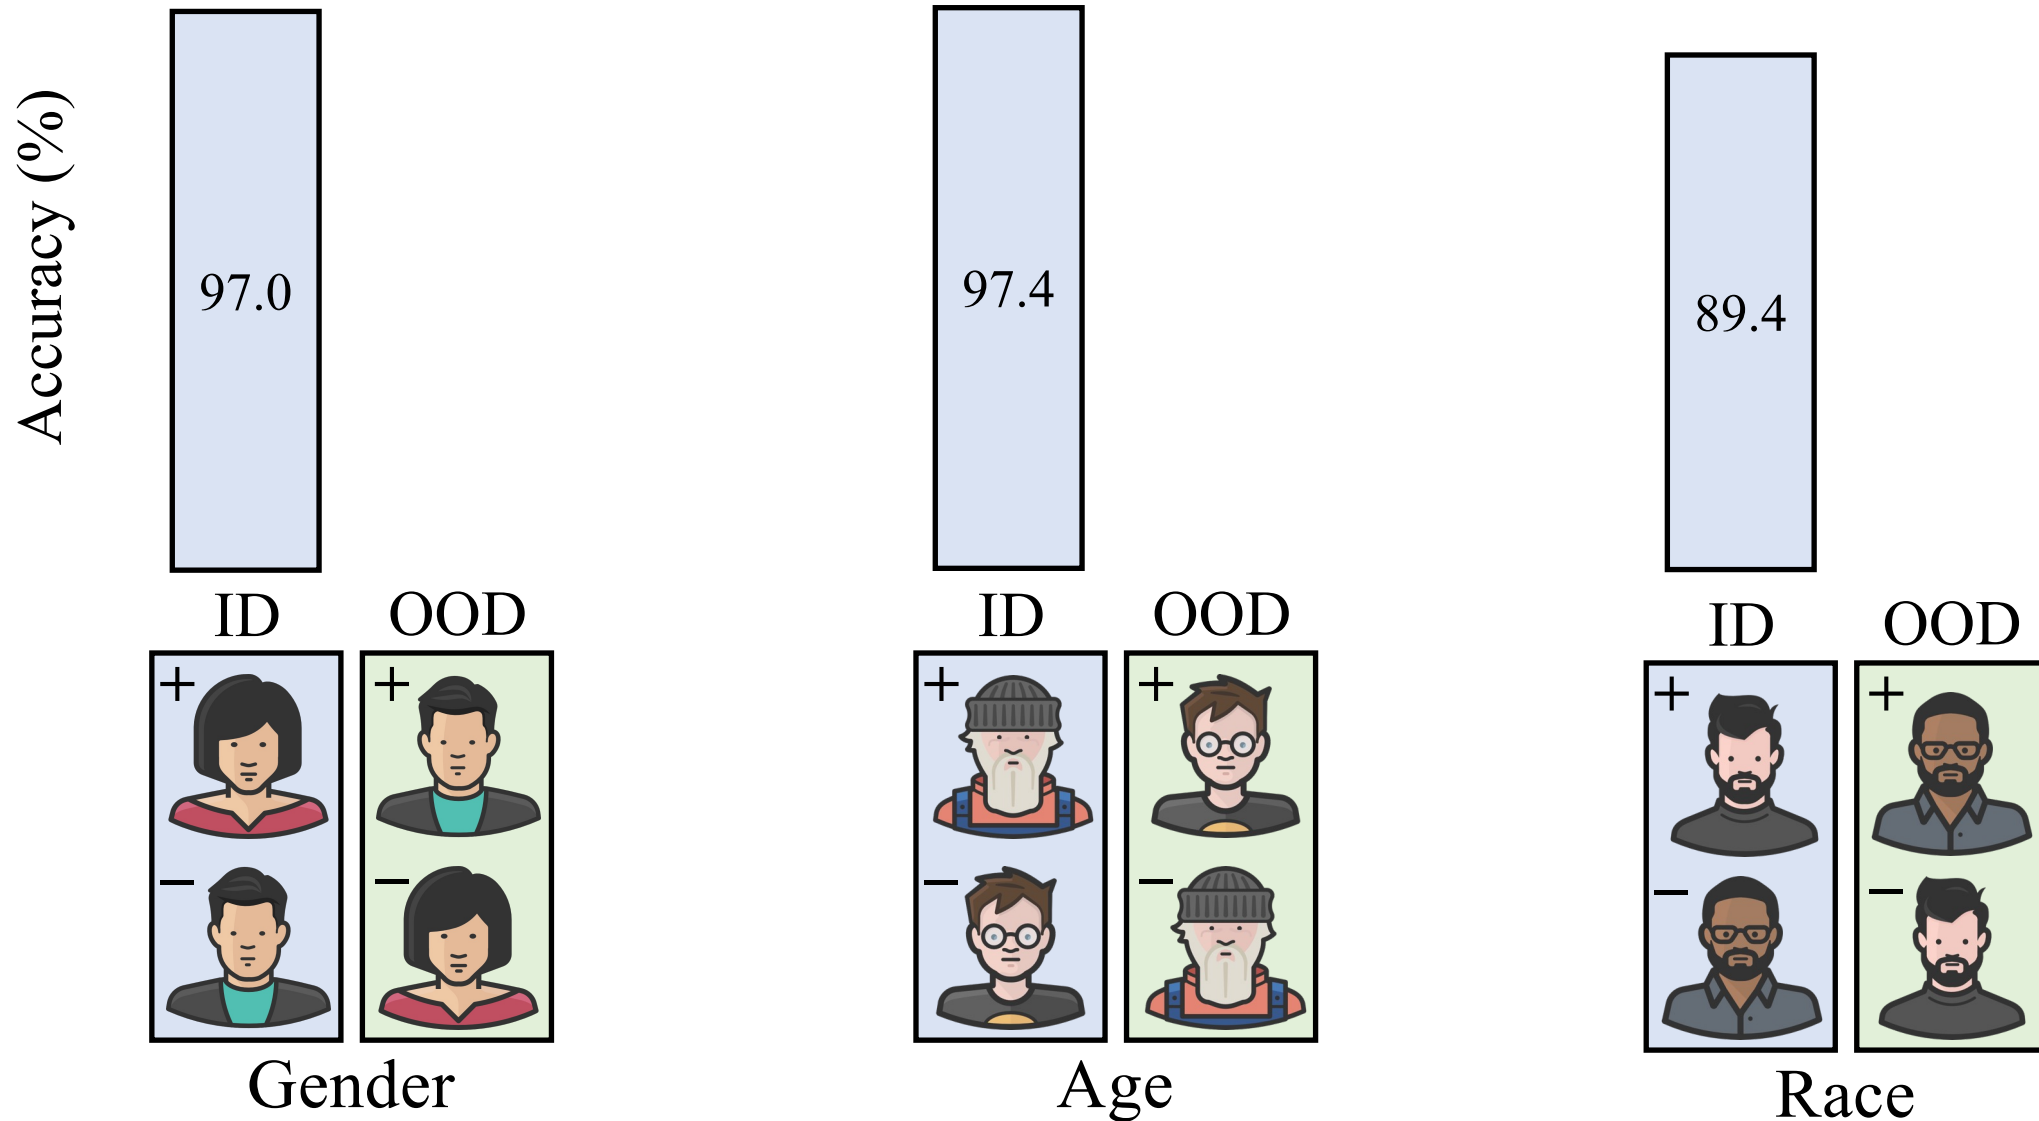 Accuracy (%)
97.0
97.4
89.4
ID OOD
ID OOD
ID OOD
+ +
− −
+ +
− −
+ +
− −
Gender
Age
Race